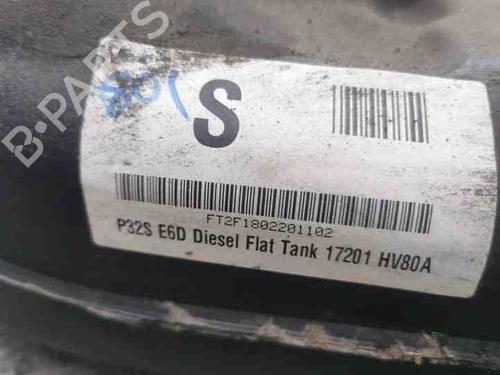 S
FT2F1802201102
P32S E6D Diesel Flat Tank 17201 HV80A
B-PARTS